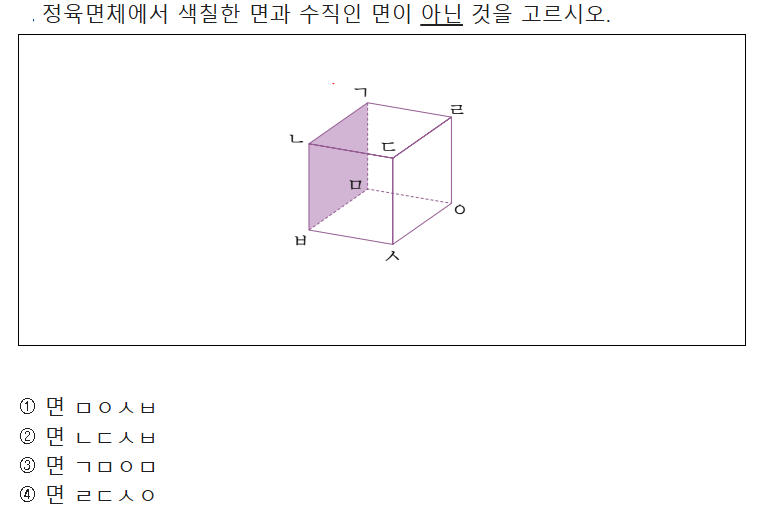 . 정육면체에서 색칠한 면과 수직인 면이 아닌 것을 고르시오.
ㄱ
ㄹ
ㄴ
ㄷ
ㅁ
ㅇ
ㅂ
ㅅ
① 면 ㅁㅇㅅㅂ
② 면 ㄴㄷㅅㅂ
③ 면 ㄱㅁㅇㅁ
④ 면 ㄹㄷㅅㅇ